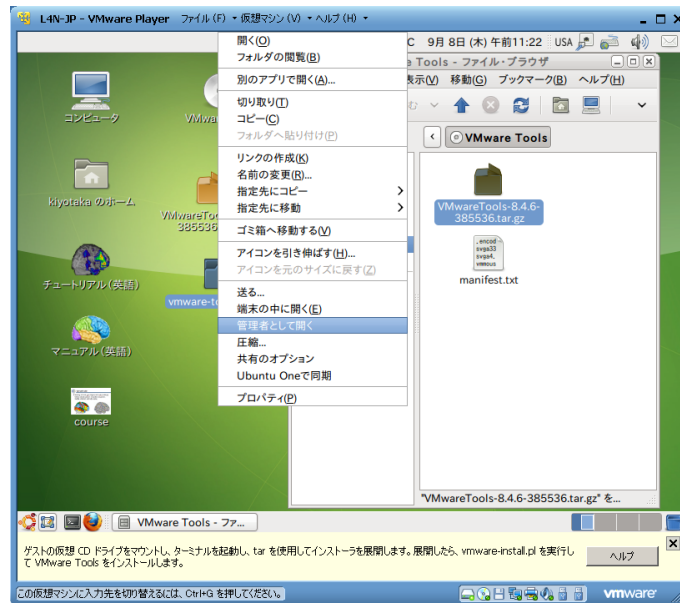 L4N-JP - VMware Player ファイル(F) 仮想マシン(V) ヘルプ(H)
C 9月 8日 (木) 午前11:22 USA
開く(O)
フォルダの閲覧(B)
別のアプリで開く(A)...
切り取り(T)
コピー(C)
フォルダへ貼り付け(P)
リンクの作成(K)
名前の変更(R)...
指定先にコピー
指定先に移動
ゴミ箱へ移動する(V)
アイコンを引き伸ばす(H)...
アイコンを元のサイズに戻す(Z)
送る...
端末の中に開く(E)
管理者として開く
圧縮...
共有のオプション
Ubuntu Oneで同期
プロパティ(P)
コンピュータ
kiyotaka のホーム
チュートリアル(英語)
マニュアル(英語)
course
VMwa
VMwareToo
385536
vmware-to
e Tools - ファイル・ブラウザ
表示(V) 移動(G) ブックマーク(B) ヘルプ(H)
VMware Tools
VMwareTools-8.4.6-
385536.tar.gz
.encod
svga33
svga4,
vmmous
manifest.txt
"VMwareTools-8.4.6-385536.tar.gz" を...
VMware Tools - ファ...
ゲストの仮想 CD ドライブをマウントし、ターミナルを起動し、tar を使用してインストーラを展開します。展開したら、vmware-install.pl を実行し
て VMware Tools をインストールします。
ヘルプ
この仮想マシンに入力先を切り替えるには、Ctrl+G を押してください。
vmware